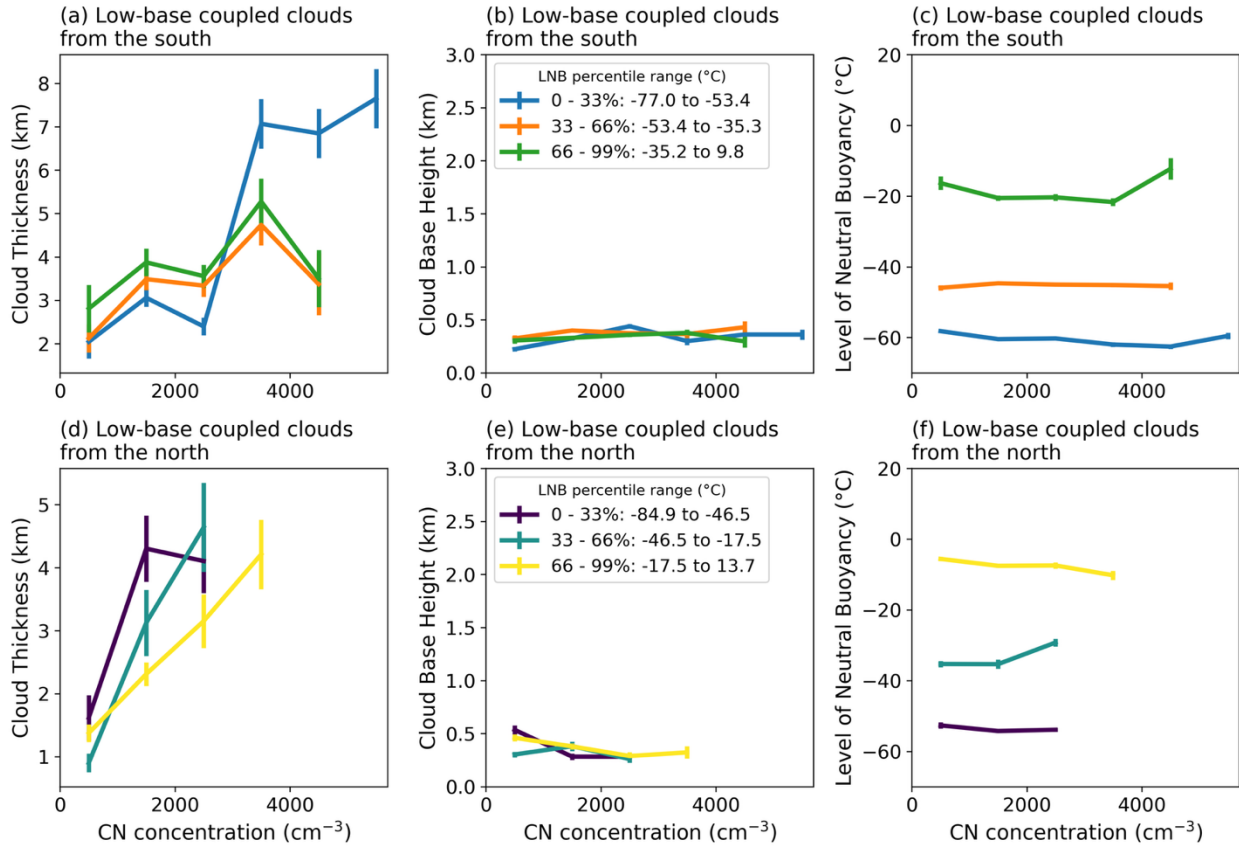 (a) Low-base coupled clouds
from the south
(b) Low-base coupled clouds
from the south
(c) Low-base coupled clouds
from the south
Cloud Thickness (km)
8
7
6
5
4
3
2
0
2000
4000
Cloud Base Height (km)
3.0
2.5
2.0
1.5
1.0
0.5
0.0
0
2000
4000
LNB percentile range (°C)
0 - 33%: -77.0 to -53.4
33 - 66%: -53.4 to -35.3
66 - 99%: -35.2 to 9.8
Level of Neutral Buoyancy (°C)
20
0
−20
−40
−60
0
2000
4000
(d) Low-base coupled clouds
from the north
(e) Low-base coupled clouds
from the north
(f) Low-base coupled clouds
from the north
Cloud Thickness (km)
5
4
3
2
1
0
2000
4000
CN concentration (cm⁻³)
Cloud Base Height (km)
3.0
2.5
2.0
1.5
1.0
0.5
0.0
0
2000
4000
CN concentration (cm⁻³)
LNB percentile range (°C)
0 - 33%: -84.9 to -46.5
33 - 66%: -46.5 to -17.5
66 - 99%: -17.5 to 13.7
Level of Neutral Buoyancy (°C)
20
0
−20
−40
−60
0
2000
4000
CN concentration (cm⁻³)